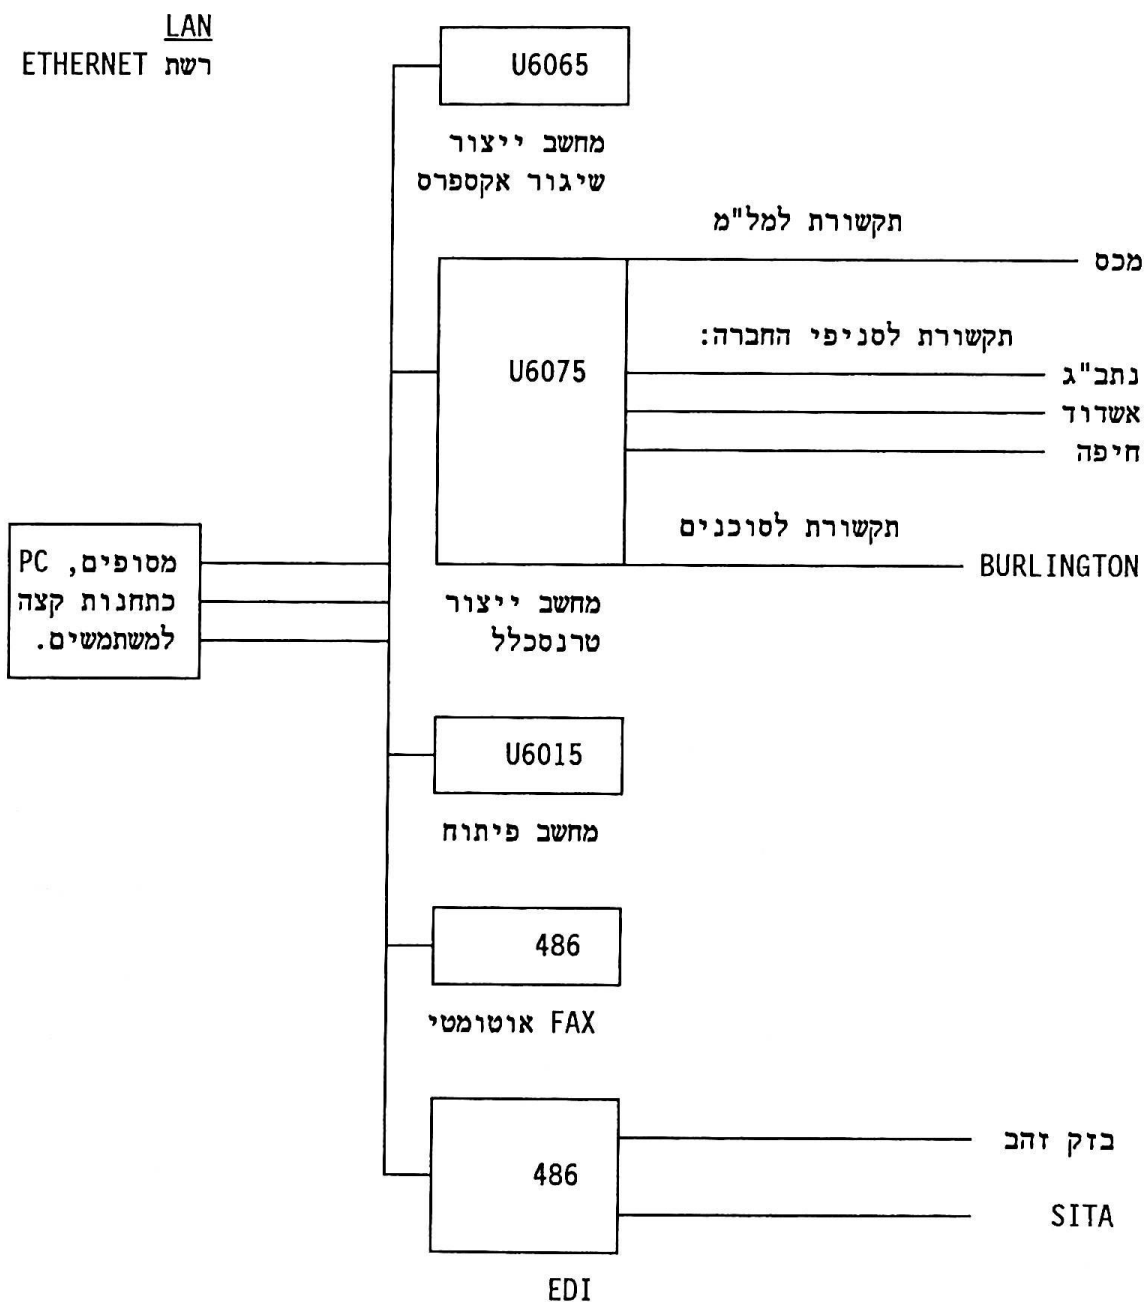 LAN
רשת ETHERNET
U6065
מחשב ייצור
שיגור אקספרס
תקשורת למל"מ
מכס
תקשורת לסניפי החברה:
U6075
נתב"ג
אשדוד
חיפה
תקשורת לסוכנים
BURLINGTON
מסופים, PC
כתחנות קצה
למשתמשים.
מחשב ייצור
טרנסכלל
U6015
מחשב פיתוח
486
FAX אוטומטי
486
בזק זהב
SITA
EDI